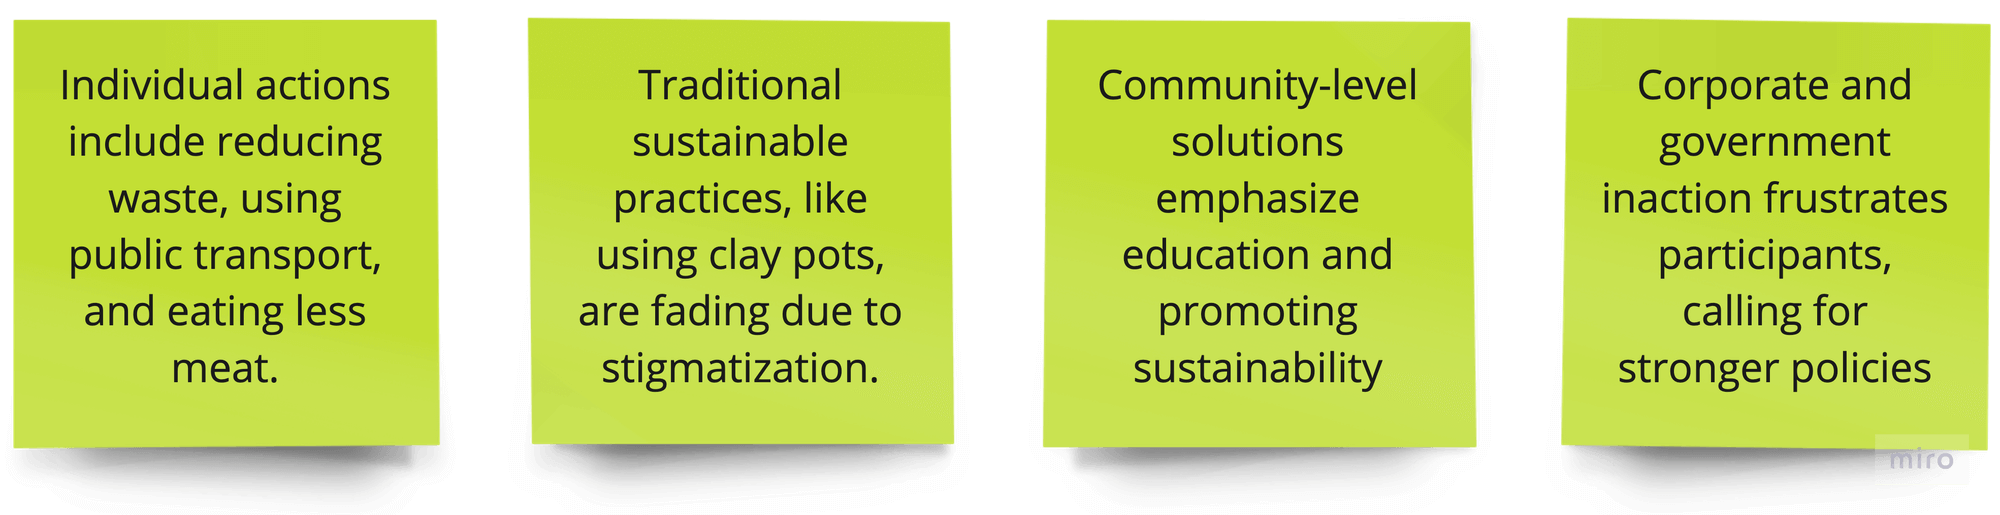 Individual actions
include reducing
waste, using
public transport,
and eating less
meat.
Traditional
sustainable
practices, like
using clay pots,
are fading due to
stigmatization.
Community-level
solutions
emphasize
education and
promoting
sustainability
Corporate and
government
inaction frustrates
participants,
calling for
stronger policies
miro